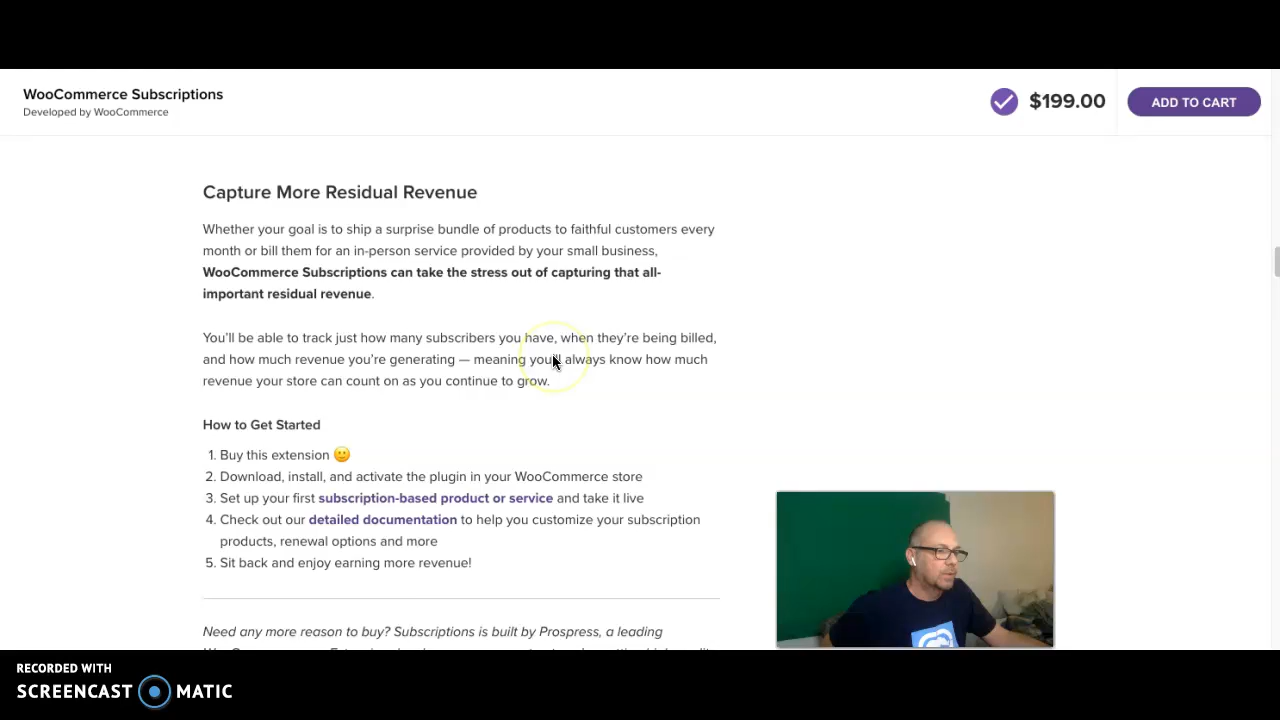 WooCommerce Subscriptions
Developed by WooCommerce
$199.00
ADD TO CART
Capture More Residual Revenue
Whether your goal is to ship a surprise bundle of products to faithful customers every
month or bill them for an in-person service provided by your small business,
WooCommerce Subscriptions can take the stress out of capturing that all-
important residual revenue.
You’ll be able to track just how many subscribers you have, when they’re being billed,
and how much revenue you’re generating — meaning you’ll always know how much
revenue your store can count on as you continue to grow.
How to Get Started
1. Buy this extension 🙂
2. Download, install, and activate the plugin in your WooCommerce store
3. Set up your first subscription-based product or service and take it live
4. Check out our detailed documentation to help you customize your subscription
products, renewal options and more
5. Sit back and enjoy earning more revenue!
Need any more reason to buy? Subscriptions is built by Prospress, a leading
RECORDED WITH
SCREENCAST MATIC